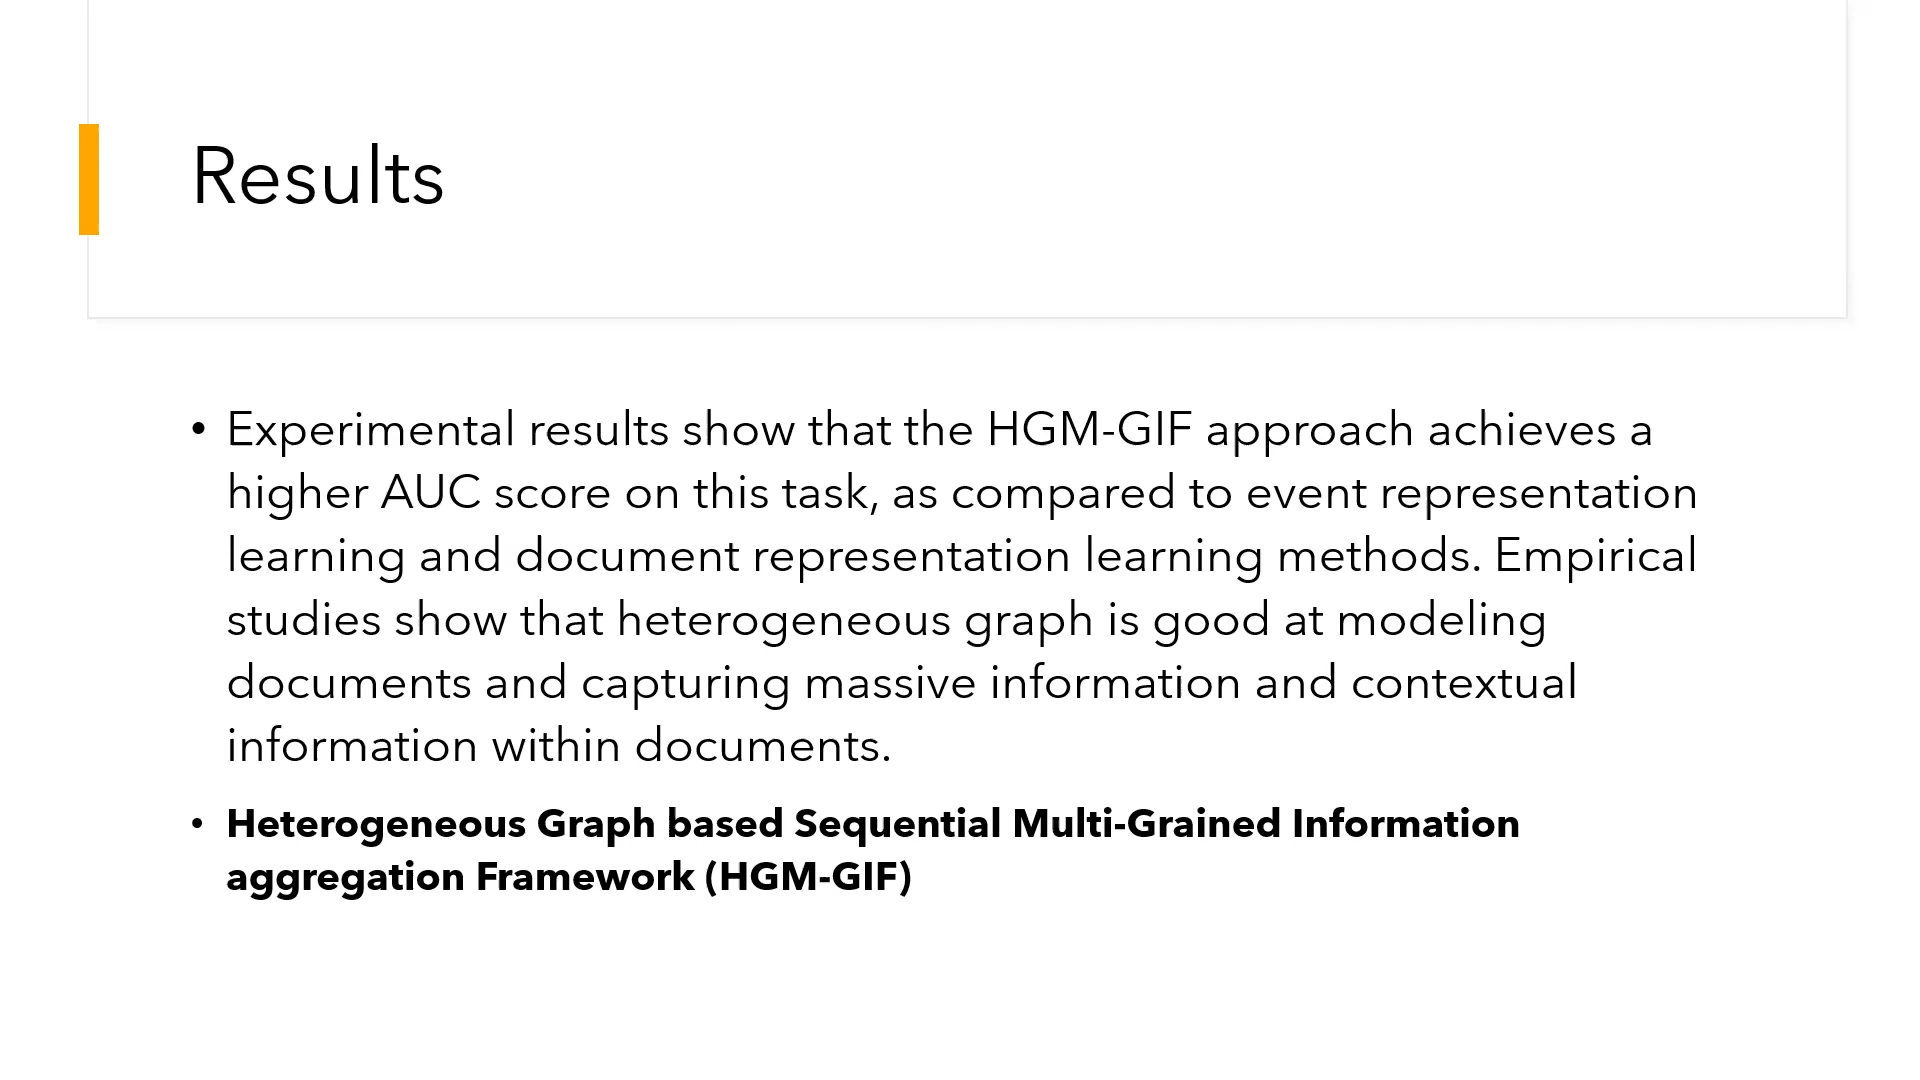 Results
• Experimental results show that the HGM-GIF approach achieves a
higher AUC score on this task, as compared to event representation
learning and document representation learning methods. Empirical
studies show that heterogeneous graph is good at modeling
documents and capturing massive information and contextual
information within documents.
• Heterogeneous Graph based Sequential Multi-Grained Information
aggregation Framework (HGM-GIF)